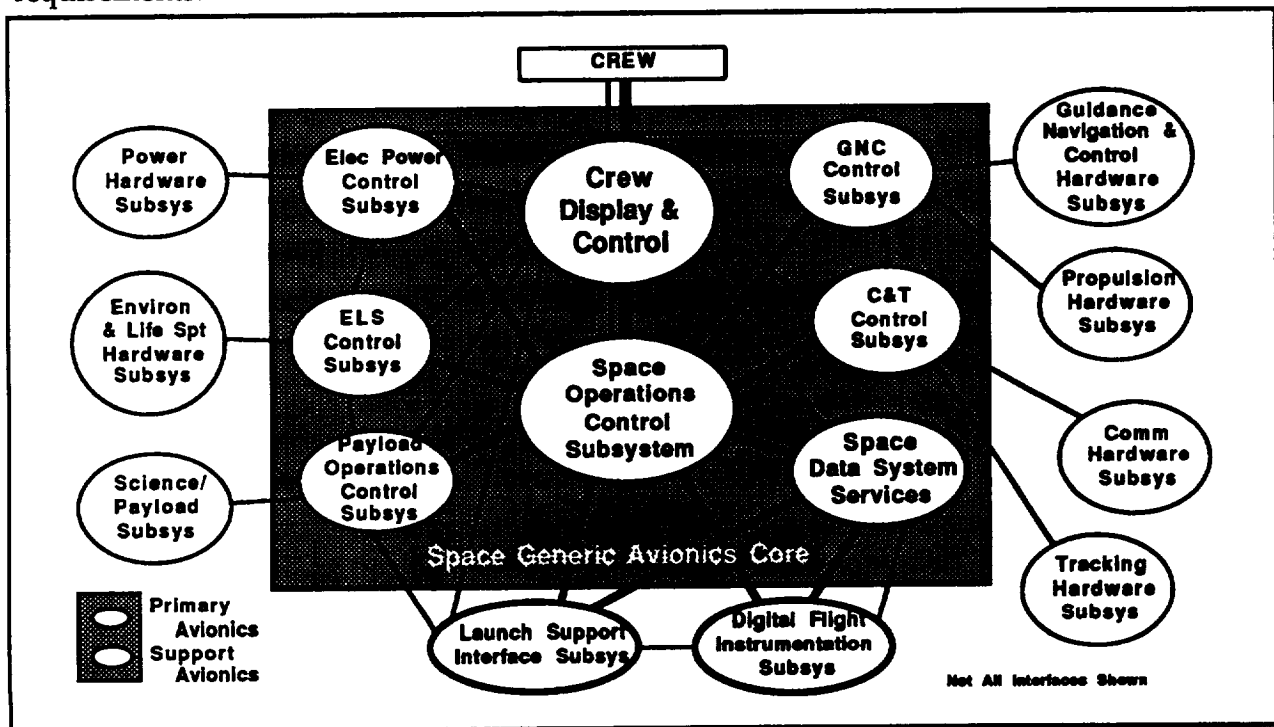 requirements.
CREW
Power
Hardware
Subsys
Elec Power
Control
Subsys
Crew
Display &
Control
GNC
Control
Subsys
Guidance
Navigation &
Control
Hardware
Subsys
Environ
& Life Spt
Hardware
Subsys
ELS
Control
Subsys
Space
Operations
Control
Subsystem
C&T
Control
Subsys
Propulsion
Hardware
Subsys
Science/
Payload
Subsys
Payload
Operations
Control
Subsys
Space
Data System
Services
Comm
Hardware
Subsys
Space Generic Avionics Core
Tracking
Hardware
Subsys
Primary
Avionics
Support
Avionics
Launch Support
Interface Subsys
Digital Flight
Instrumentation
Subsys
Not All Interfaces Shown